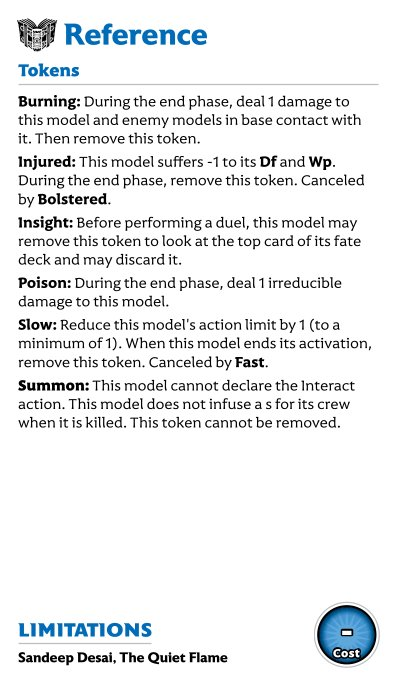 Reference
Tokens
Burning: During the end phase, deal 1 damage to
this model and enemy models in base contact with
it. Then remove this token.
Injured: This model suffers -1 to its Df and Wp.
During the end phase, remove this token. Canceled
by Bolstered.
Insight: Before performing a duel, this model may
remove this token to look at the top card of its fate
deck and may discard it.
Poison: During the end phase, deal 1 irreducible
damage to this model.
Slow: Reduce this model's action limit by 1 (to a
minimum of 1). When this model ends its activation,
remove this token. Canceled by Fast.
Summon: This model cannot declare the Interact
action. This model does not infuse a s for its crew
when it is killed. This token cannot be removed.
LIMITATIONS
Sandeep Desai, The Quiet Flame
-
Cost